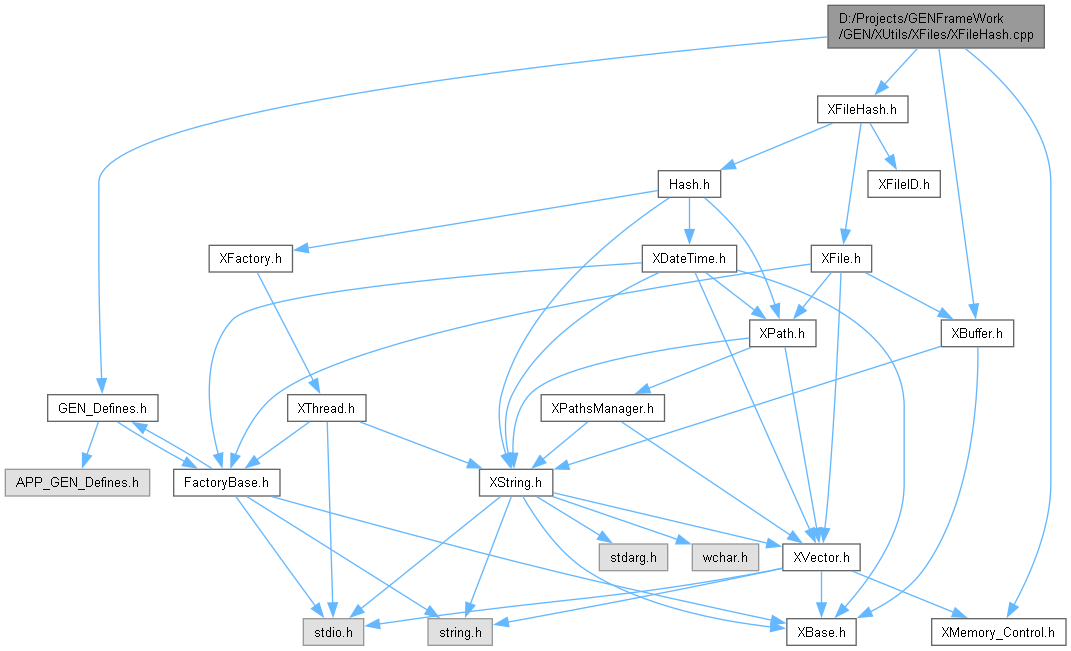 D:/Projects/GENFrameWork
/GEN/XUtils/XFiles/XFileHash.cpp
XFileHash.h
Hash.h
XFileID.h
XFactory.h
XDateTime.h
XFile.h
XPath.h
XBuffer.h
GEN_Defines.h
XThread.h
XPathsManager.h
APP_GEN_Defines.h
FactoryBase.h
XString.h
stdarg.h
wchar.h
XVector.h
stdio.h
string.h
XBase.h
XMemory_Control.h